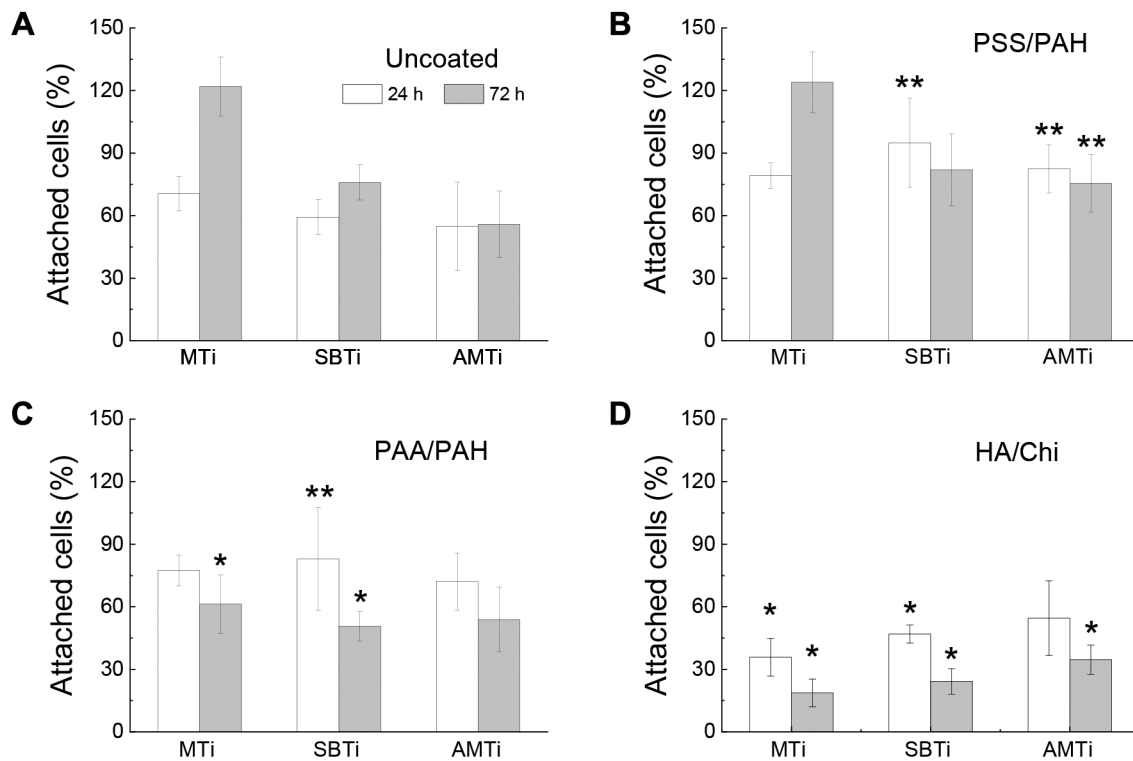 A
Uncoated
24 h 72 h
Attached cells (%)
150
120
90
60
30
0
MTi SBTi AMTi
B
PSS/PAH
Attached cells (%)
150
120
90
60
30
0
**
** **
MTi SBTi AMTi
C
PAA/PAH
Attached cells (%)
150
120
90
60
30
0
**
*
*
MTi SBTi AMTi
D
HA/Chi
Attached cells (%)
150
120
90
60
30
0
* * * * *
MTi SBTi AMTi